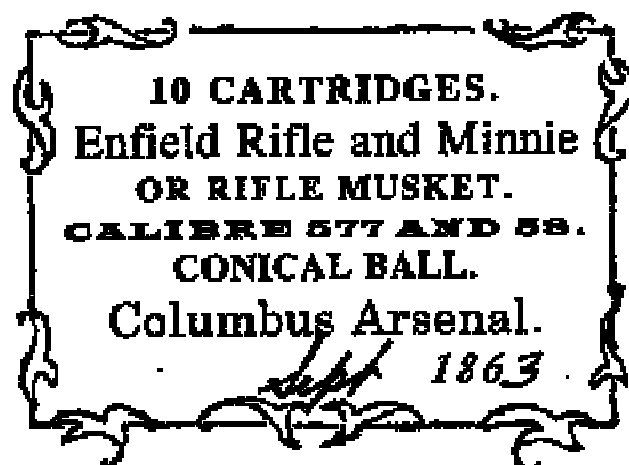 10 CARTRIDGES.
Enfield Rifle and Minnie
OR RIFLE MUSKET.
CALIBRE 577 AND 58.
CONICAL BALL.
Columbus Arsenal.
1863